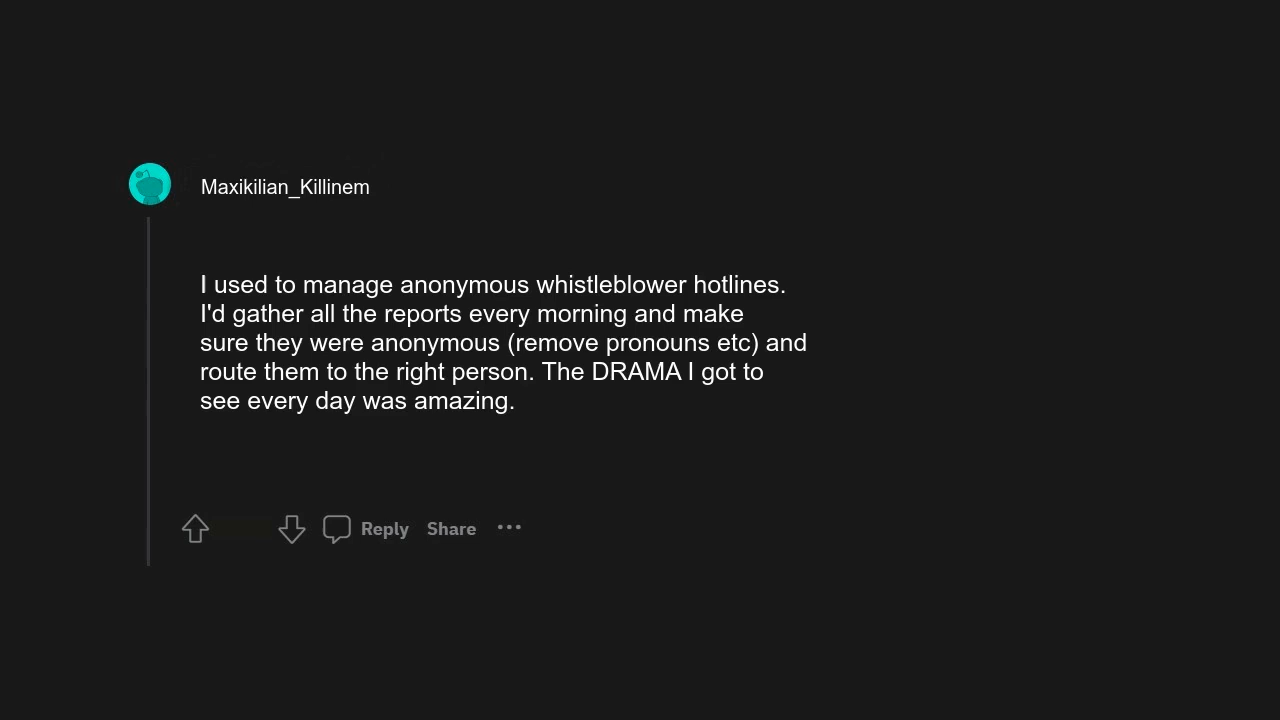 Maxikilian_Killinem
I used to manage anonymous whistleblower hotlines.
I'd gather all the reports every morning and make
sure they were anonymous (remove pronouns etc) and
route them to the right person. The DRAMA I got to
see every day was amazing.
Reply Share